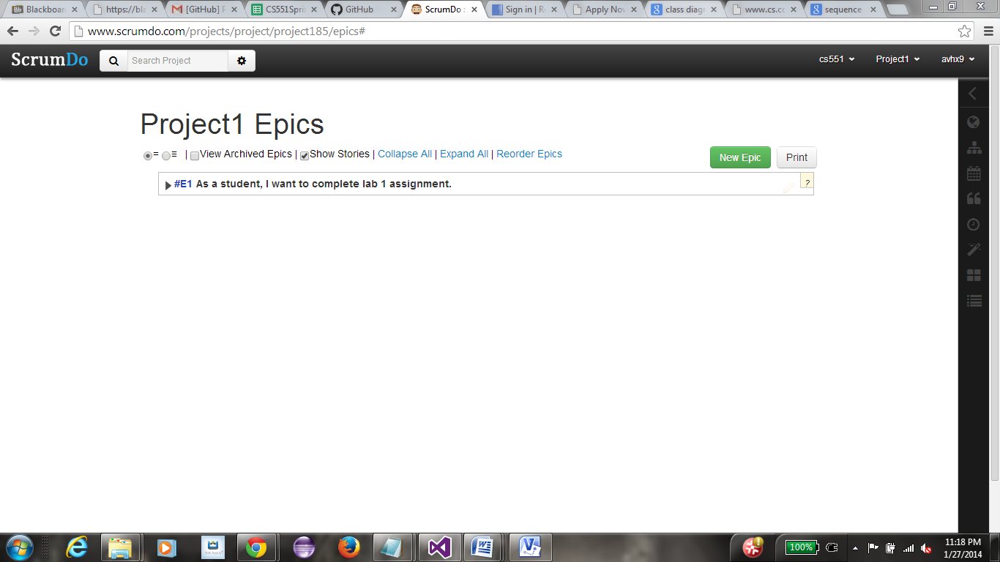 Blackboar
https://bla
[GitHub] P
CS551Sprin
GitHub
ScrumDo :
Sign in | Re
Apply Now
class diagr
www.cs.cc
sequence
www.scrumdo.com/projects/project/project185/epics#
ScrumDo
Search Project
cs551
Project1
avhx9
Project1 Epics
= ≡ | View Archived Epics | Show Stories | Collapse All | Expand All | Reorder Epics
New Epic
Print
#E1 As a student, I want to complete lab 1 assignment.
?
100%
11:18 PM
1/27/2014